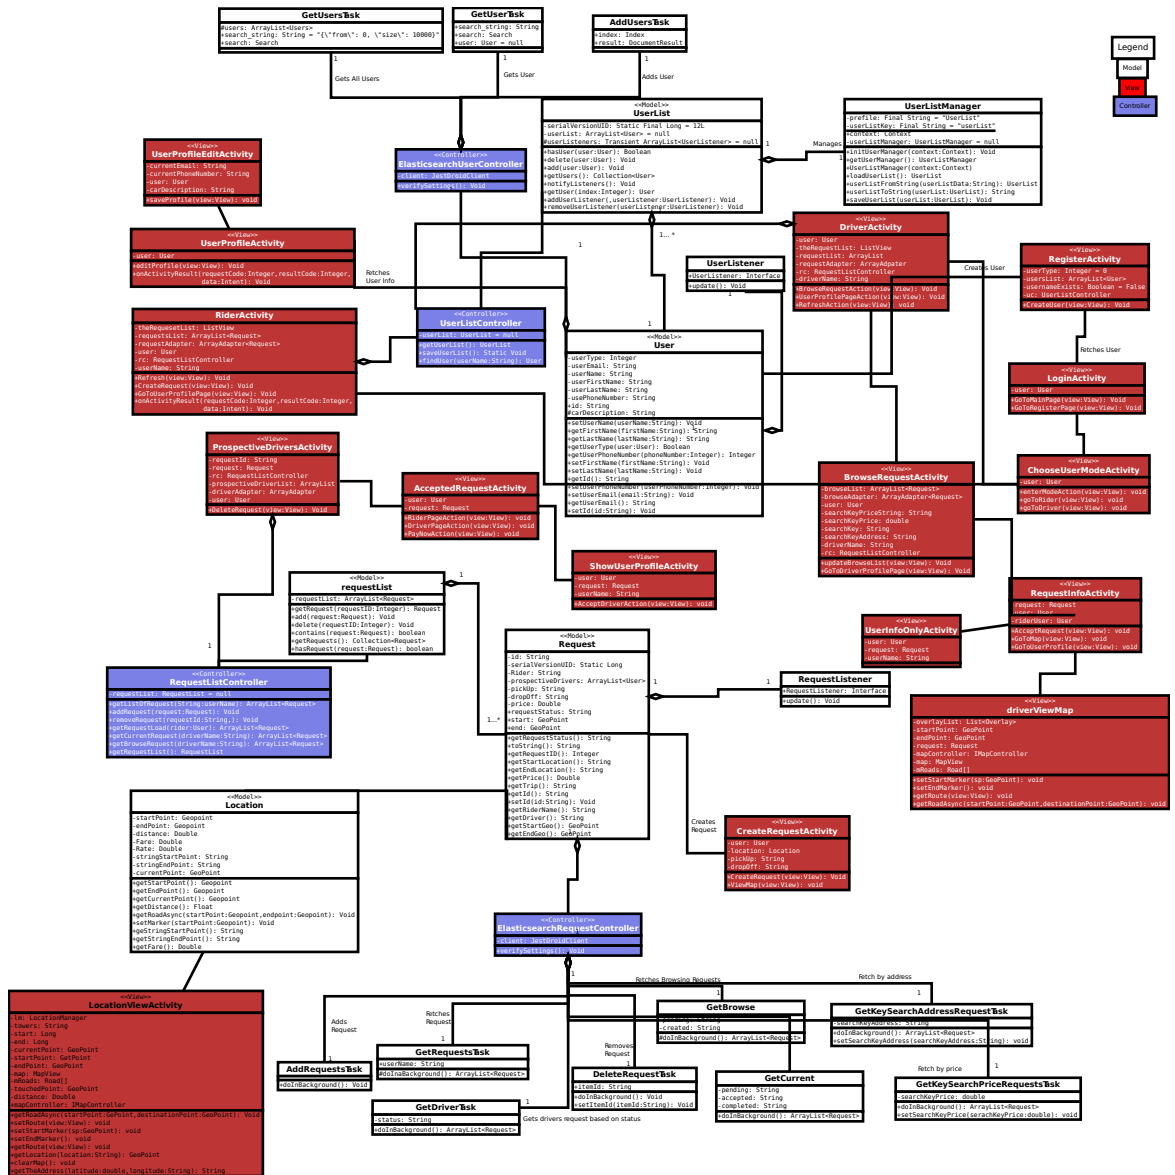 GetUsersTask
#users: ArrayList<Users>
+search_string: String = "{\"from\": 0, \"size\": 10000}"
+search: Search
GetUserTask
+search_string: String
+search: Search
+user: User = null
AddUsersTask
+index: Index
+result: DocumentResult
Legend
Model
View
Controller
1
Gets All Users
1
Gets User
1
Adds User
<<Model>>
UserList
-serialVersionUID: Static Final Long = 12L
-userList: ArrayList<User> = null
#userListeners: Transient ArrayList<UserListener> = null
+hasUser(user:User): Boolean
+delete(user:User): Void
+add(user:User): Void
+getUsers(): Collection<User>
+notifyListeners(): Void
+getUser(index:Integer): User
+addUserListener(,userListener:UserListener): Void
+removeUserListener(userListener:UserListener): Void
1
Manages
1
UserListManager
-prefile: Final String = "UserList"
-userListKey: Final String = "userList"
+context: Context
-userListManager: UserListManager = null
+initUserManager(context:Context): Void
+getUserManager(): UserListManager
+UserListManager(context:Context)
+loadUserList(): UserList
+userListFromString(userListData:String): UserList
+userListToString(userList:UserList): String
+saveUserList(userList:UserList): Void
<<View>>
UserProfileEditActivity
-currentEmail: String
-currentPhoneNumber: String
-user: User
-carDescription: String
+saveProfile(view:View): void
<<Controller>>
ElasticsearchUserController
-client: JestDroidClient
+verifySettings(): Void
<<View>>
UserProfileActivity
-user: User
+editProfile(view:View): Void
+onActivityResult(requestCode:Integer,resultCode:Integer,
data:Intent): Void
Fetches
User Info
1
1... *
UserListener
+UserListener: Interface
+update(): Void
1
1
<<View>>
DriverActivity
-user: User
-theRequestList: ListView
-requestList: ArrayList
-requestAdapter: ArrayAdpater
-rc: RequestListController
-driverName: String
+BrowseRequestAction(view:View): Void
+UserProfilePageAction(view:View): Void
+RefreshAction(view:View): void
Creates User
<<View>>
RegisterActivity
-userType: Integer = 0
-usersList: ArrayList<User>
-usernameExists: Boolean = False
-uc: UserListController
+CreateUser(view:View): Void
Fetches User
RiderActivity
-theRequesetList: ListView
-requestsList: ArrayList<Request>
-requestAdapter: ArrayAdapter<Request>
-user: User
-rc: RequestListController
-userName: String
+Refresh(view:View): Void
+CreateRequest(view:View): Void
+GoToUserProfilePage(view:View): Void
+onActivityResult(requestCode:Integer,resultCode:Integer,
data:Intent): Void
<<Controller>>
UserListController
-userList: UserList = null
+getUserList(): UserList
+saveUserList(): Static Void
+findUser(userName:String): User
<<Model>>
User
-userType: Integer
-userEmail: String
-userName: String
-userFirstName: String
-userLastName: String
-usePhoneNumber: String
+id: String
#carDescription: String
+setUserName(userName:String): Void
+getFirstName(firstName:String): String
+getLastName(lastName:String): String
+getUserType(user:User): Boolean
+getUserPhoneNumber(phoneNumber:Integer): Integer
+setFirstName(firstName:String): Void
+setLastName(lastName:String): Void
+getId(): String
+setUserPhoneNumber(userPhoneNumber:Integer): Void
+setUserEmail(email:String): Void
+getUserEmail(): String
+setId(id:String): Void
<<View>>
LoginActivity
-user: User
+GoToMainPage(view:View): Void
+GoToRegisterPage(view:View): Void
<<View>>
ChooseUserModeActivity
-user: User
+enterModeAction(view:View): Void
+goToRider(view:View): Void
+goToDriver(view:View): Void
<<View>>
ProspectiveDriversActivity
-requestId: String
-request: Request
-rc: RequestListController
-prospectiveDriverList: ArrayList
-driverAdapter: ArrayAdapter
-user: User
+DeleteRequest(view:View): Void
<<View>>
AcceptedRequestActivity
-user: User
-request: Request
+RiderPageAction(view:View): void
+DriverPageAction(view:View): void
+PayNowAction(view:View): Void
<<View>>
BrowseRequestActivity
-browseList: ArrayList<Request>
-browseAdapter: ArrayAdapter<Request>
-user: User
-searchKeyPriceString: String
-searchKeyPrice: double
-searchKey: String
-searchKeyAddress: String
-driverName: String
-rc: RequestListController
+updateBrowseList(view:View): Void
+GoToDriverProfilePage(view:View): Void
<<View>>
ShowUserProfileActivity
-user: User
-request: Request
-userName: String
+AcceptDriverAction(view:View): void
<<Model>>
requestList
-requestList: ArrayList<Request>
+getRequest(requestID:Integer): Request
+add(request:Request): Void
+delete(requestID:Integer): Void
+contains(request:Request): boolean
+getRequests(): Collection<Request>
+hasRequest(request:Request): boolean
1
1
<<View>>
RequestInfoActivity
-request: Request
-user: User
-riderUser: User
+AcceptRequest(view:View): void
+GoToMap(view:View): void
+GoToUserProfile(view:View): void
<<View>>
UserInfoOnlyActivity
-user: User
-request: Request
-userName: String
<<Controller>>
RequestListController
-requestList: RequestList = null
+getListOfRequest(String:userName): ArrayList<Request>
+addRequest(request:Request): Void
+removeRequest(requestId:String,): Void
+getRequestLoad(rider:User): ArrayList<Request>
+getCurrentRequest(driverName:String): ArrayList<Request>
+getBrowseRequest(driverName:String): ArrayList<Request>
+getRequestList(): RequestList
<<Model>>
Request
-id: String
-serialVersionUID: Static Long
-Rider: String
-prospectiveDrivers: ArrayList<User>
-pickUp: String
-dropOff: String
-price: Double
-requestStatus: String
+start: GeoPoint
+end: GeoPoint
+getRequestStatus(): String
+toString(): String
+getRequestID(): Integer
+getStartLocation(): String
+getEndLocation(): String
+getPrice(): Double
+getTrip(): String
+getId(): String
+setId(id:String): Void
+getRiderName(): String
+getDriver(): String
+getStartGeo(): GeoPoint
+getEndGeo(): GeoPoint
1...*
1
1
1
RequestListener
+RequestListener: Interface
+update(): Void
<<View>>
driverViewMap
-overlayList: List<Overlay>
-startPoint: GeoPoint
-endPoint: GeoPoint
-request: Request
-mapController: IMapController
-map: MapView
-mRoads: Road[]
+setStartMarker(sp:GeoPoint): void
+setEndMarker(): void
+getRoute(view:View): void
+getRoadAsync(startPoint:GeoPoint,destinationPoint:GeoPoint): void
<<Model>>
Location
-startPoint: Geopoint
-endPoint: Geopoint
-distance: Double
-Fare: Double
-Rate: Double
-stringStartPoint: String
-stringEndPoint: String
-currentPoint: GeoPoint
+getStartPoint(): Geopoint
+getEndPoint(): Geopoint
+getCurrentPoint(): Geopoint
+getDistance(): Float
+getRoadAsync(startPoint:Geopoint,endpoint:Geopoint): Void
+setMarker(startPoint:Geopoint): Void
+geStringStartPoint(): String
+getStringEndPoint(): String
+getFare(): Double
Creates
Request
<<View>>
CreateRequestActivity
-user: User
-location: Location
-pickUp: String
-dropOff: String
+CreateRequest(view:View): Void
+ViewMap(view:View): void
<<Controller>>
ElasticsearchRequestController
-client: JestDroidClient
+verifySettings(): Void
1
<<View>>
LocationViewActivity
-lm: LocationManager
-towers: String
-start: Long
-end: Long
-currentPoint: GeoPoint
-startPoint: GetPoint
-endPoint: GeoPoint
-map: MapView
-mRoads: Road[]
-touchedPoint: GeoPoint
-distance: Double
#mapController: IMapController
+getRoadAsync(startPoint:GePoint,destinationPoint:GeoPoint): Void
+setRoute(view:View): void
+setStartMarker(sp:GeoPoint): void
+setEndMarker(): void
+getRoute(view:View): void
+getLocation(location:String): GeoPoint
+clearMap(): void
+getTheAddress(latitude:double,longitude:String): String
Adds
Request
1
AddRequestsTask
+doInBackground(): Void
Fetches
Request
1
GetRequestsTask
+userName: String
#doInaBackground(): ArrayList<Request>
GetDriverTask
-status: String
+doInBackground(): ArrayList<Request>
1
Gets drivers request based on status
Removes
Request
1
DeleteRequestTask
+itemId: String
+doInBackground(): Void
+setItemId(itemId:String): Void
Fetches Browsing Requests
1
GetBrowse
-created: String
#doInBackground(): ArrayList<Request>
GetCurrent
-pending: String
-accepted: String
-completed: String
+doInBackground(): ArrayList<Request>
Fetch by address
1
GetKeySearchAddressRequestTask
-searchKeyAddress: String
+doInBackground(): ArrayList<Request>
+setSearchKeyAddress(searchKeyAddress:String): void
Fetch by price
1
GetKeySearchPriceRequestsTask
-searchKeyPrice: double
+doInBackground(): ArrayList<Request>
+setSearchKeyPrice(serachKeyPrice:double): void